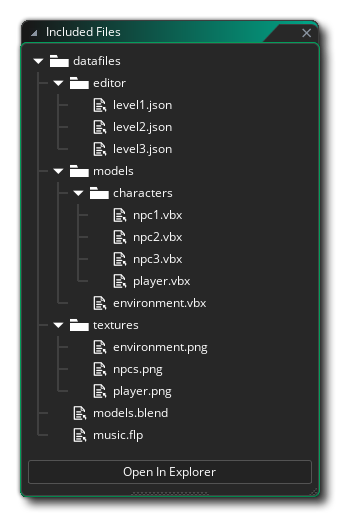 Included Files
datafiles
editor
level1.json
level2.json
level3.json
models
characters
npc1.vbx
npc2.vbx
npc3.vbx
player.vbx
environment.vbx
textures
environment.png
npcs.png
player.png
models.blend
music.flp
Open In Explorer